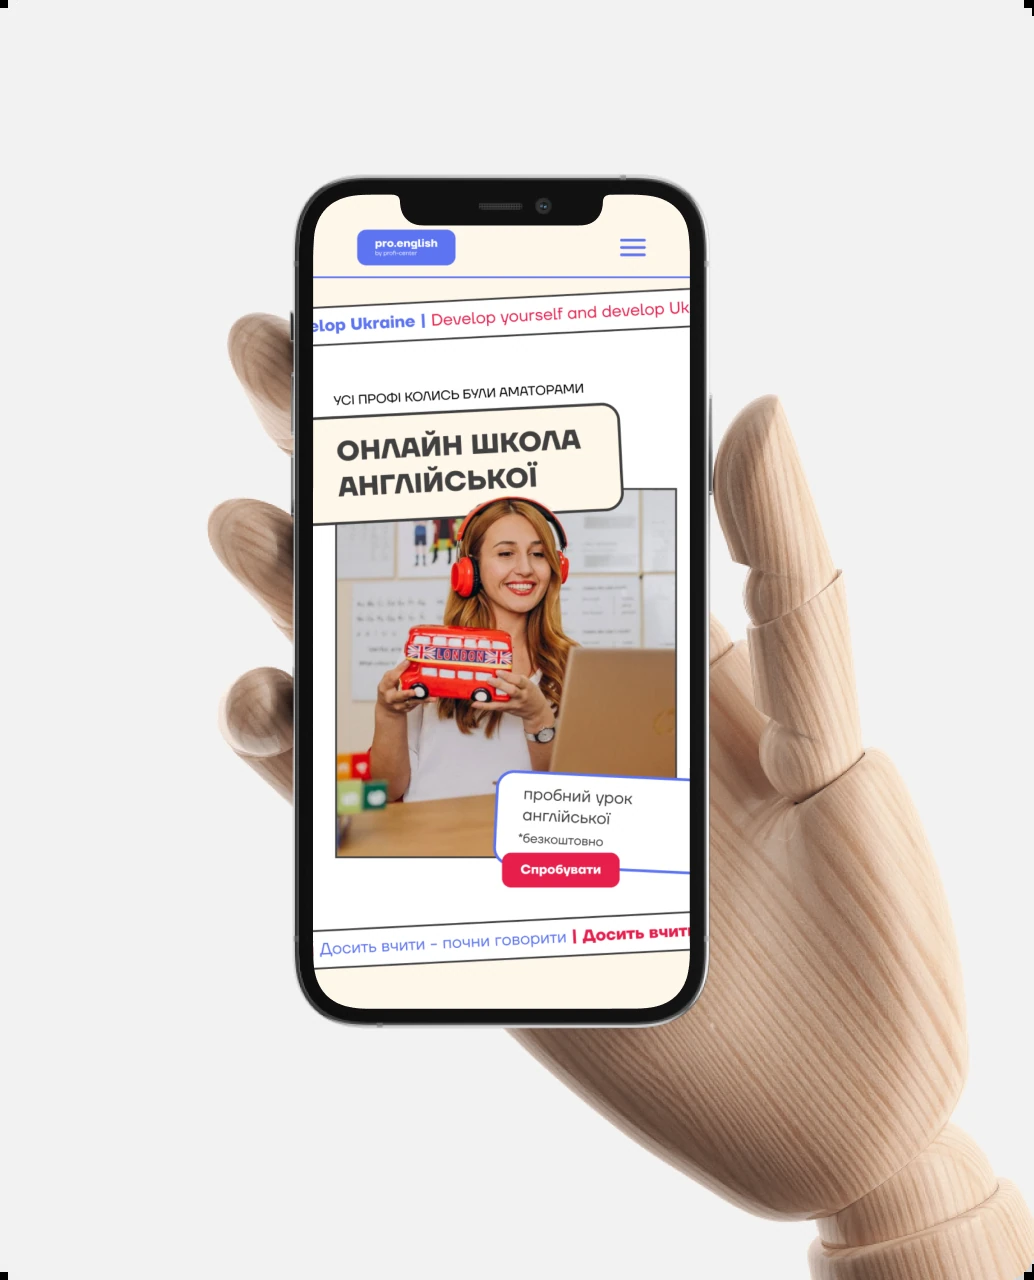 pro.english
by profi-center
elop Ukraine | Develop yourself and develop Uk
УСІ ПРОФІ КОЛИСЬ БУЛИ АМАТОРАМИ
ОНЛАЙН ШКОЛА
АНГЛІЙСЬКОЇ
LONDON
пробний урок
англійської
*безкоштовно
Спробувати
Досить вчити - почни говорити | Досить вчити